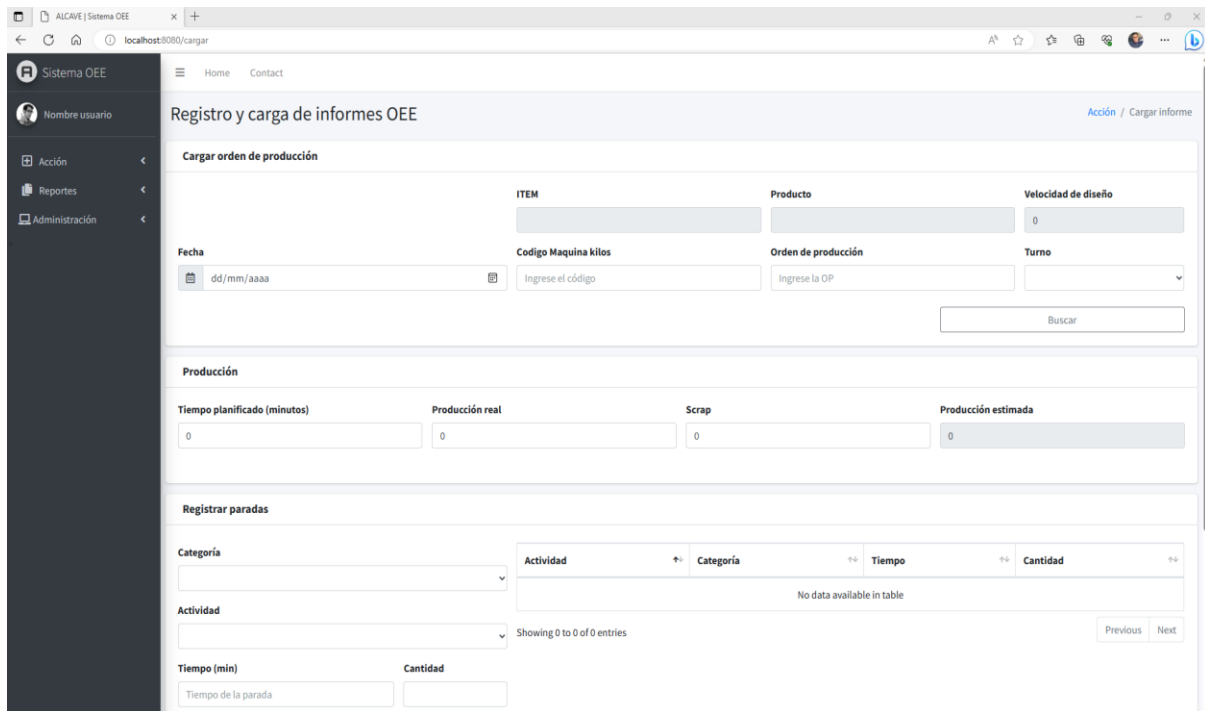 ALCAVE | Sistema OEE
localhost:8080/cargar
Sistema OEE
Home Contact
Nombre usuario
Registro y carga de informes OEE
Acción / Cargar informe
Acción
Reportes
Administración
Cargar orden de producción
ITEM Producto Velocidad de diseño
0
Fecha Codigo Maquina kilos Orden de producción Turno
dd/mm/aaaa Ingrese el código Ingrese la OP
Buscar
Producción
Tiempo planificado (minutos) Producción real Scrap Producción estimada
0 0 0 0
Registrar paradas
Categoría
Actividad
Tiempo (min) Cantidad
Tiempo de la parada
Actividad Categoría Tiempo Cantidad
No data available in table
Showing 0 to 0 of 0 entries
Previous Next